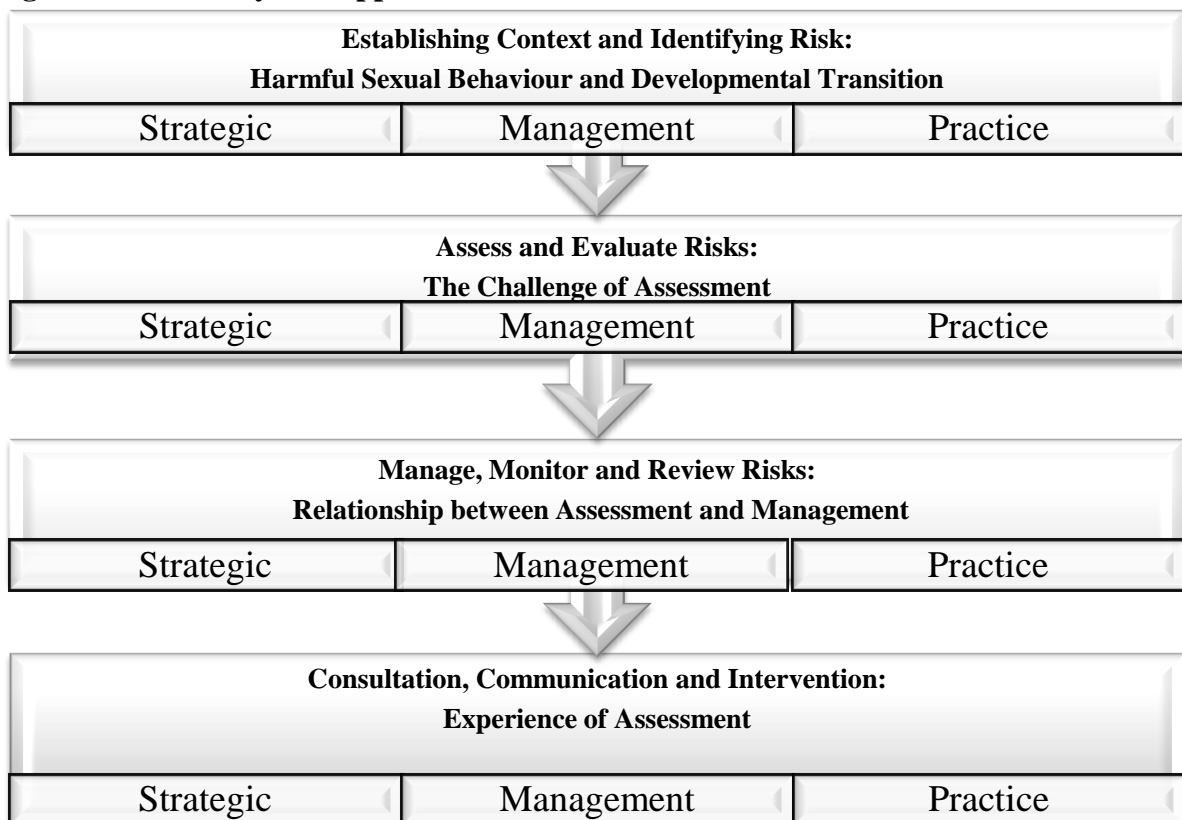 Establishing Context and Identifying Risk:
Harmful Sexual Behaviour and Developmental Transition
Strategic Management Practice
Assess and Evaluate Risks:
The Challenge of Assessment
Strategic Management Practice
Manage, Monitor and Review Risks:
Relationship between Assessment and Management
Strategic Management Practice
Consultation, Communication and Intervention:
Experience of Assessment
Strategic Management Practice